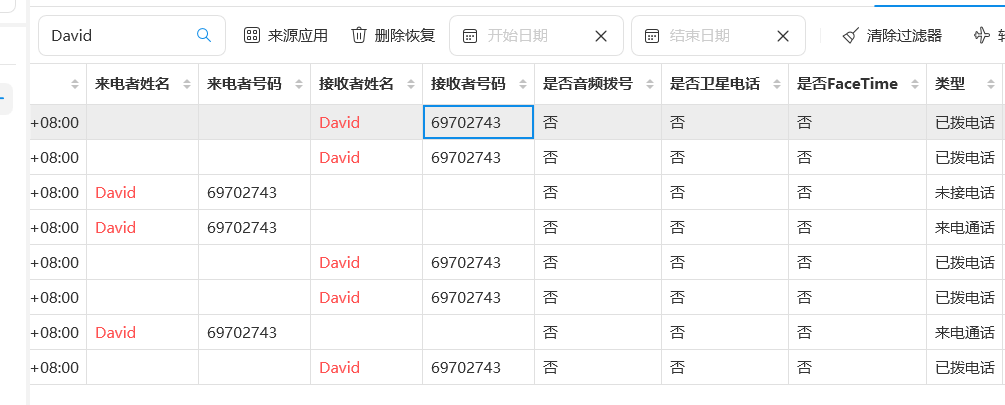 David 来源应用 删除恢复 开始日期 结束日期 清除过滤器
来电者姓名 来电者号码 接收者姓名 接收者号码 是否音频拨号 是否卫星电话 是否FaceTime 类型
+08:00 David 69702743 否 否 否 已拨电话
+08:00 David 69702743 否 否 否 已拨电话
+08:00 David 69702743 否 否 否 未接电话
+08:00 David 69702743 否 否 否 来电通话
+08:00 David 69702743 否 否 否 已拨电话
+08:00 David 69702743 否 否 否 已拨电话
+08:00 David 69702743 否 否 否 来电通话
+08:00 David 69702743 否 否 否 已拨电话